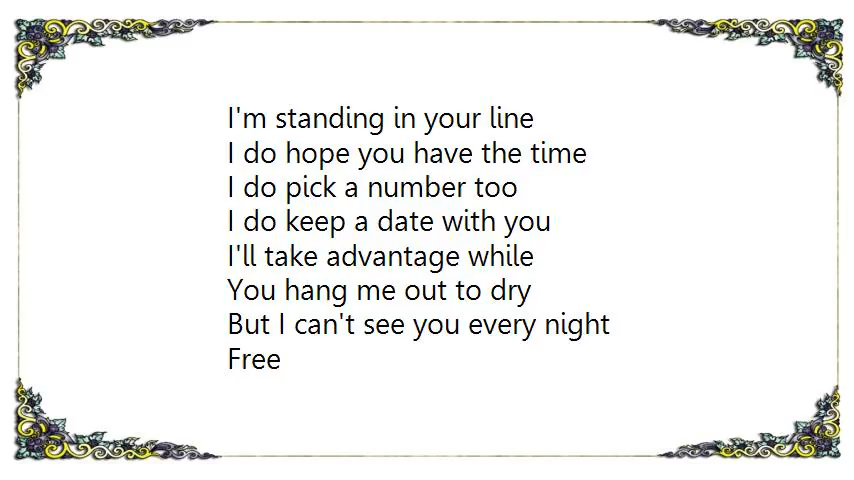 I'm standing in your line
I do hope you have the time
I do pick a number too
I do keep a date with you
I'll take advantage while
You hang me out to dry
But I can't see you every night
Free